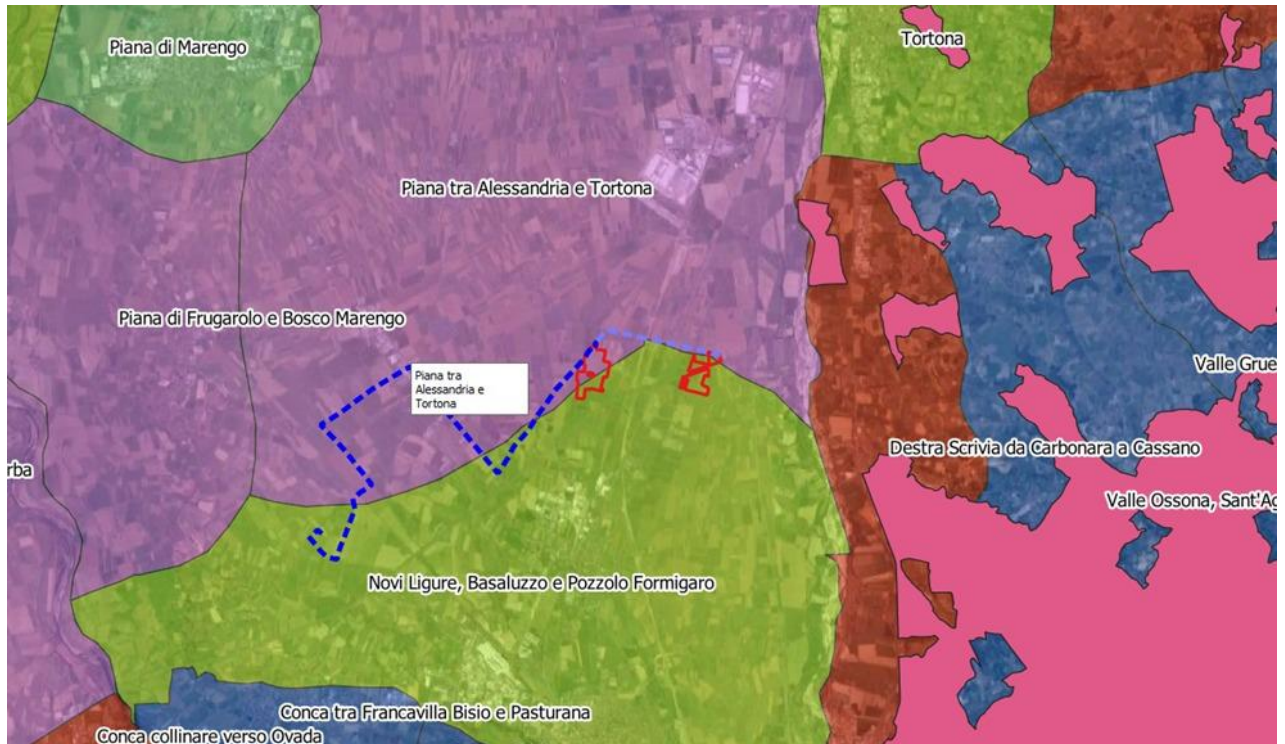 Piana di Marengo
Tortona
Piana tra Alessandria e Tortona
Piana di Frugarolo e Bosco Marengo
Piana tra
Alessandria e
Tortona
Valle Grue
Destra Scrivia da Carbonara a Cassano
rba
Valle Ossona, Sant'Ag
Novi Ligure, Basaluzzo e Pozzolo Formigaro
Conca tra Francavilla Bisio e Pasturana
Conca collinare verso Ovada